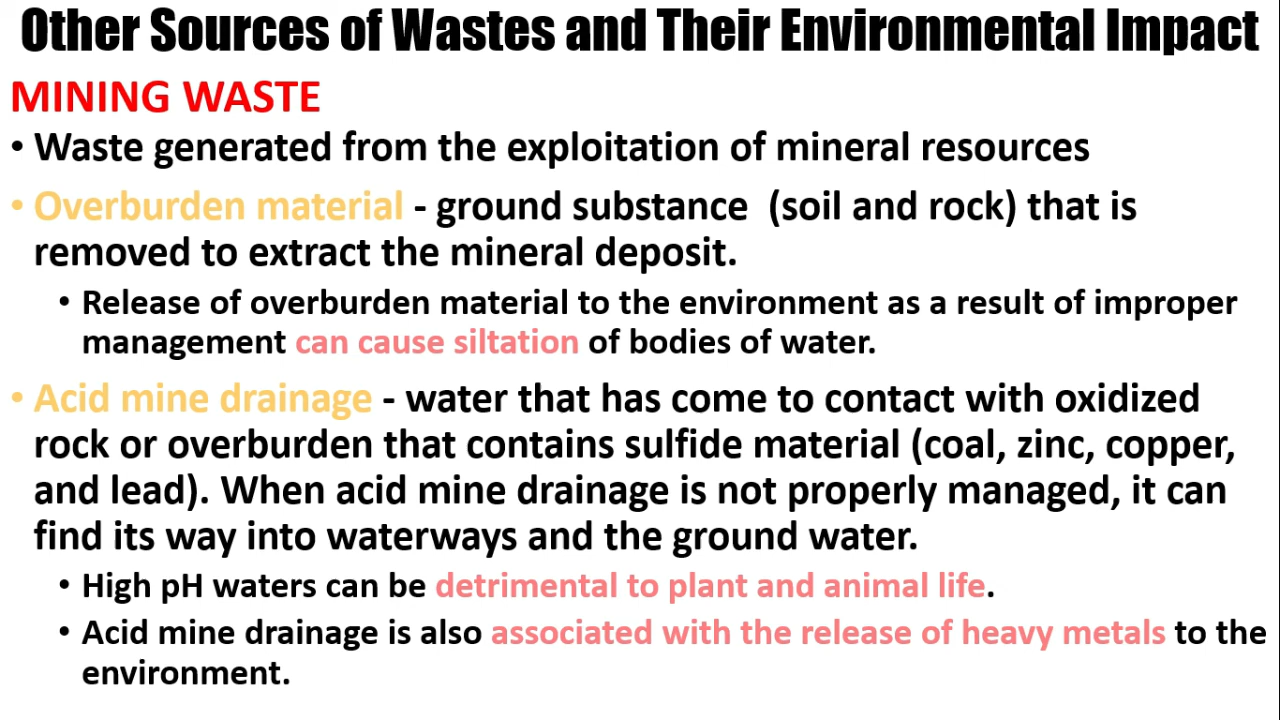 Other Sources of Wastes and Their Environmental Impact
MINING WASTE
• Waste generated from the exploitation of mineral resources
• Overburden material - ground substance (soil and rock) that is
removed to extract the mineral deposit.
• Release of overburden material to the environment as a result of improper
management can cause siltation of bodies of water.
• Acid mine drainage - water that has come to contact with oxidized
rock or overburden that contains sulfide material (coal, zinc, copper,
and lead). When acid mine drainage is not properly managed, it can
find its way into waterways and the ground water.
• High pH waters can be detrimental to plant and animal life.
• Acid mine drainage is also associated with the release of heavy metals to the
environment.